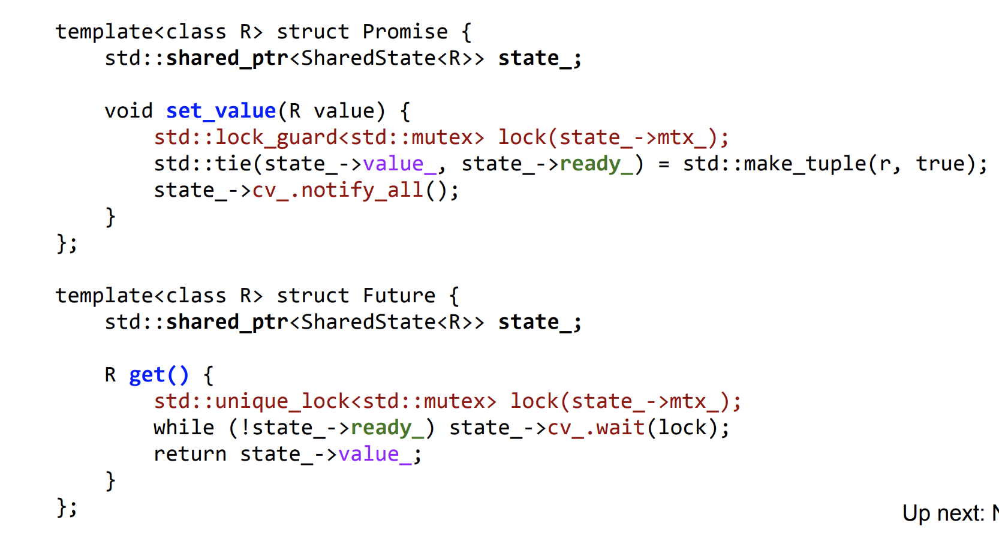 template<class R> struct Promise {
    std::shared_ptr<SharedState<R>> state_;
    void set_value(R value) {
        std::lock_guard<std::mutex> lock(state_->mtx_);
        std::tie(state_->value_, state_->ready_) = std::make_tuple(r, true);
        state_->cv_.notify_all();
    }
};
template<class R> struct Future {
    std::shared_ptr<SharedState<R>> state_;
    R get() {
        std::unique_lock<std::mutex> lock(state_->mtx_);
        while (!state_->ready_) state_->cv_.wait(lock);
        return state_->value_;
    }
};
Up next: